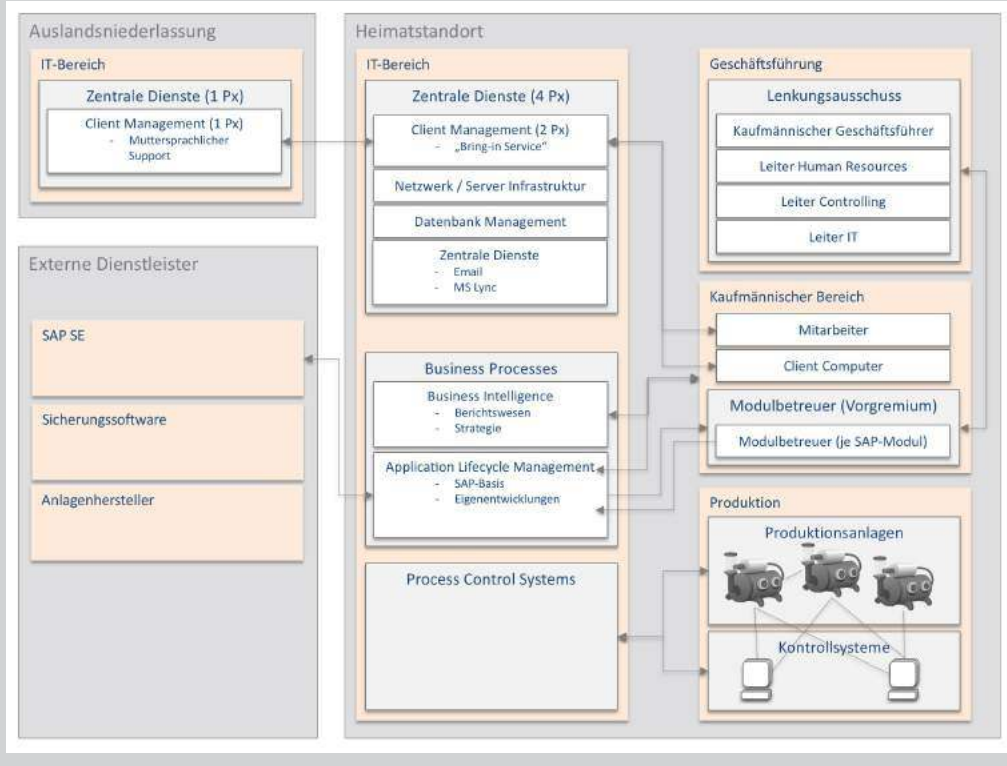 Auslandsniederlassung
IT-Bereich
Zentrale Dienste (1 Px)
Client Management (1 Px)
- Muttersprachlicher
Support
Externe Dienstleister
SAP SE
Sicherungssoftware
Anlagenhersteller
Heimatstandort
IT-Bereich
Zentrale Dienste (4 Px)
Client Management (2 Px)
- „Bring-in Service“
Netzwerk / Server Infrastruktur
Datenbank Management
Zentrale Dienste
- Email
- MS Lync
Business Processes
Business Intelligence
- Berichtswesen
- Strategie
Application Lifecycle Management
- SAP-Basis
- Eigenentwicklungen
Process Control Systems
Geschäftsführung
Lenkungsausschuss
Kaufmännischer Geschäftsführer
Leiter Human Resources
Leiter Controlling
Leiter IT
Kaufmännischer Bereich
Mitarbeiter
Client Computer
Modulbetreuer (Vorgremium)
Modulbetreuer (je SAP-Modul)
Produktion
Produktionsanlagen
Kontrollsysteme